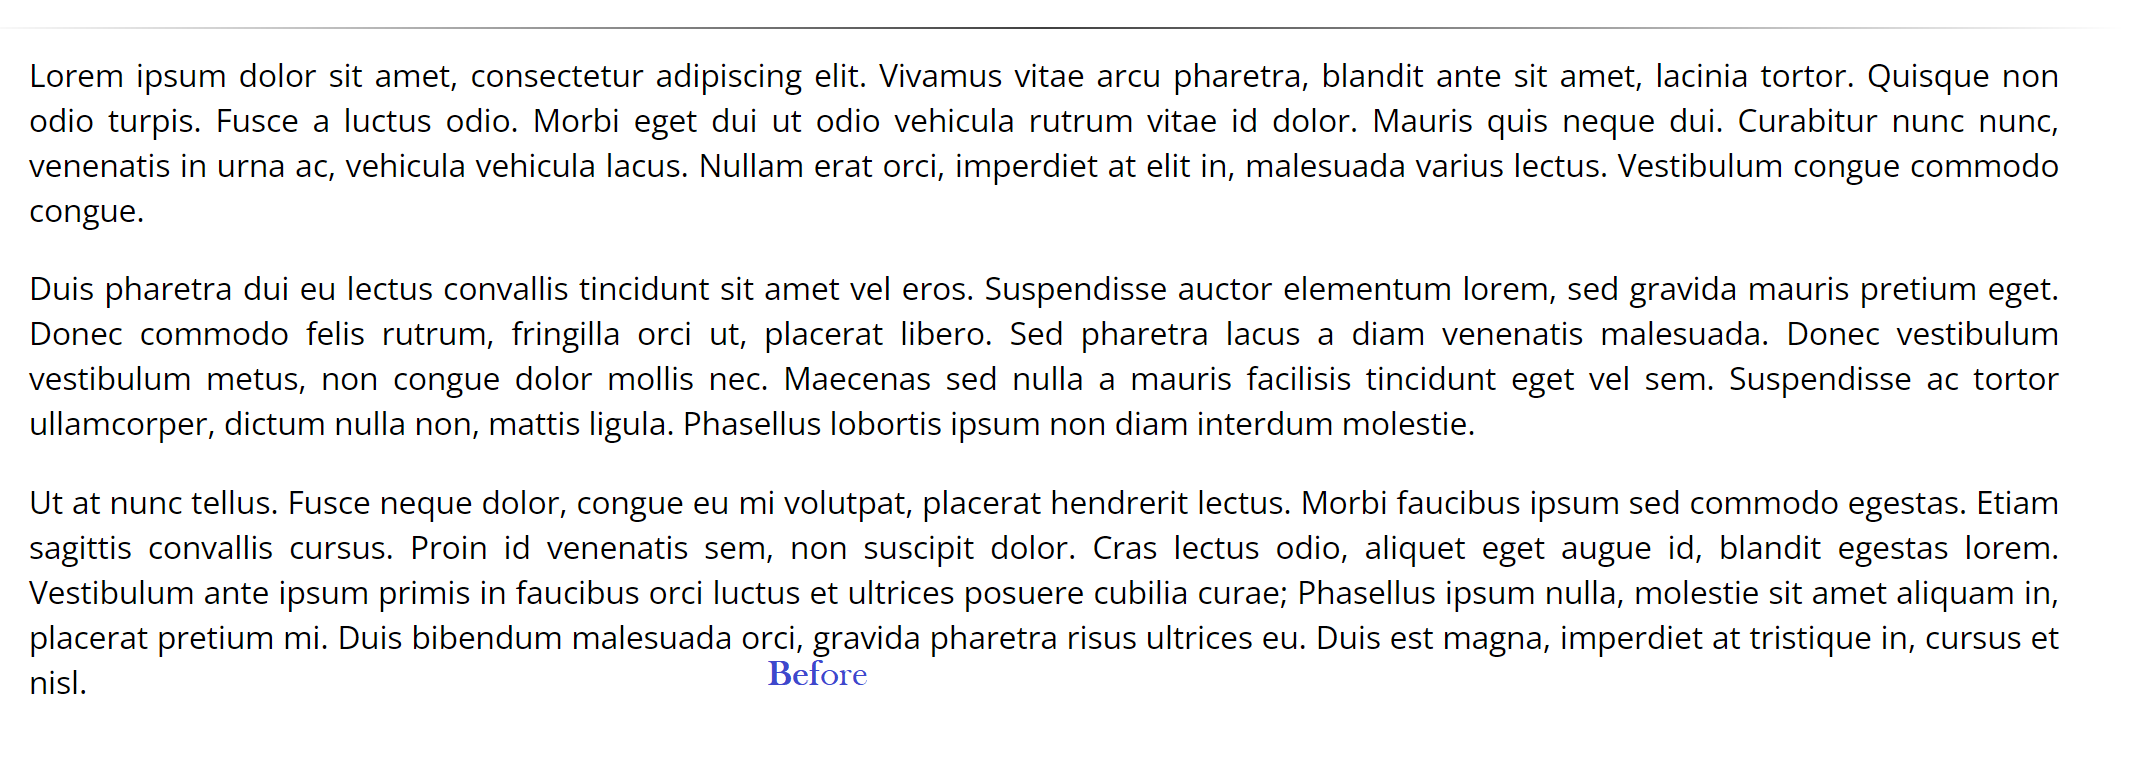 Lorem ipsum dolor sit amet, consectetur adipiscing elit. Vivamus vitae arcu pharetra, blandit ante sit amet, lacinia tortor. Quisque non
odio turpis. Fusce a luctus odio. Morbi eget dui ut odio vehicula rutrum vitae id dolor. Mauris quis neque dui. Curabitur nunc nunc,
venenatis in urna ac, vehicula vehicula lacus. Nullam erat orci, imperdiet at elit in, malesuada varius lectus. Vestibulum congue commodo
congue.
Duis pharetra dui eu lectus convallis tincidunt sit amet vel eros. Suspendisse auctor elementum lorem, sed gravida mauris pretium eget.
Donec commodo felis rutrum, fringilla orci ut, placerat libero. Sed pharetra lacus a diam venenatis malesuada. Donec vestibulum
vestibulum metus, non congue dolor mollis nec. Maecenas sed nulla a mauris facilisis tincidunt eget vel sem. Suspendisse ac tortor
ullamcorper, dictum nulla non, mattis ligula. Phasellus lobortis ipsum non diam interdum molestie.
Ut at nunc tellus. Fusce neque dolor, congue eu mi volutpat, placerat hendrerit lectus. Morbi faucibus ipsum sed commodo egestas. Etiam
sagittis convallis cursus. Proin id venenatis sem, non suscipit dolor. Cras lectus odio, aliquet eget augue id, blandit egestas lorem.
Vestibulum ante ipsum primis in faucibus orci luctus et ultrices posuere cubilia curae; Phasellus ipsum nulla, molestie sit amet aliquam in,
placerat pretium mi. Duis bibendum malesuada orci, gravida pharetra risus ultrices eu. Duis est magna, imperdiet at tristique in, cursus et
nisl.
Before